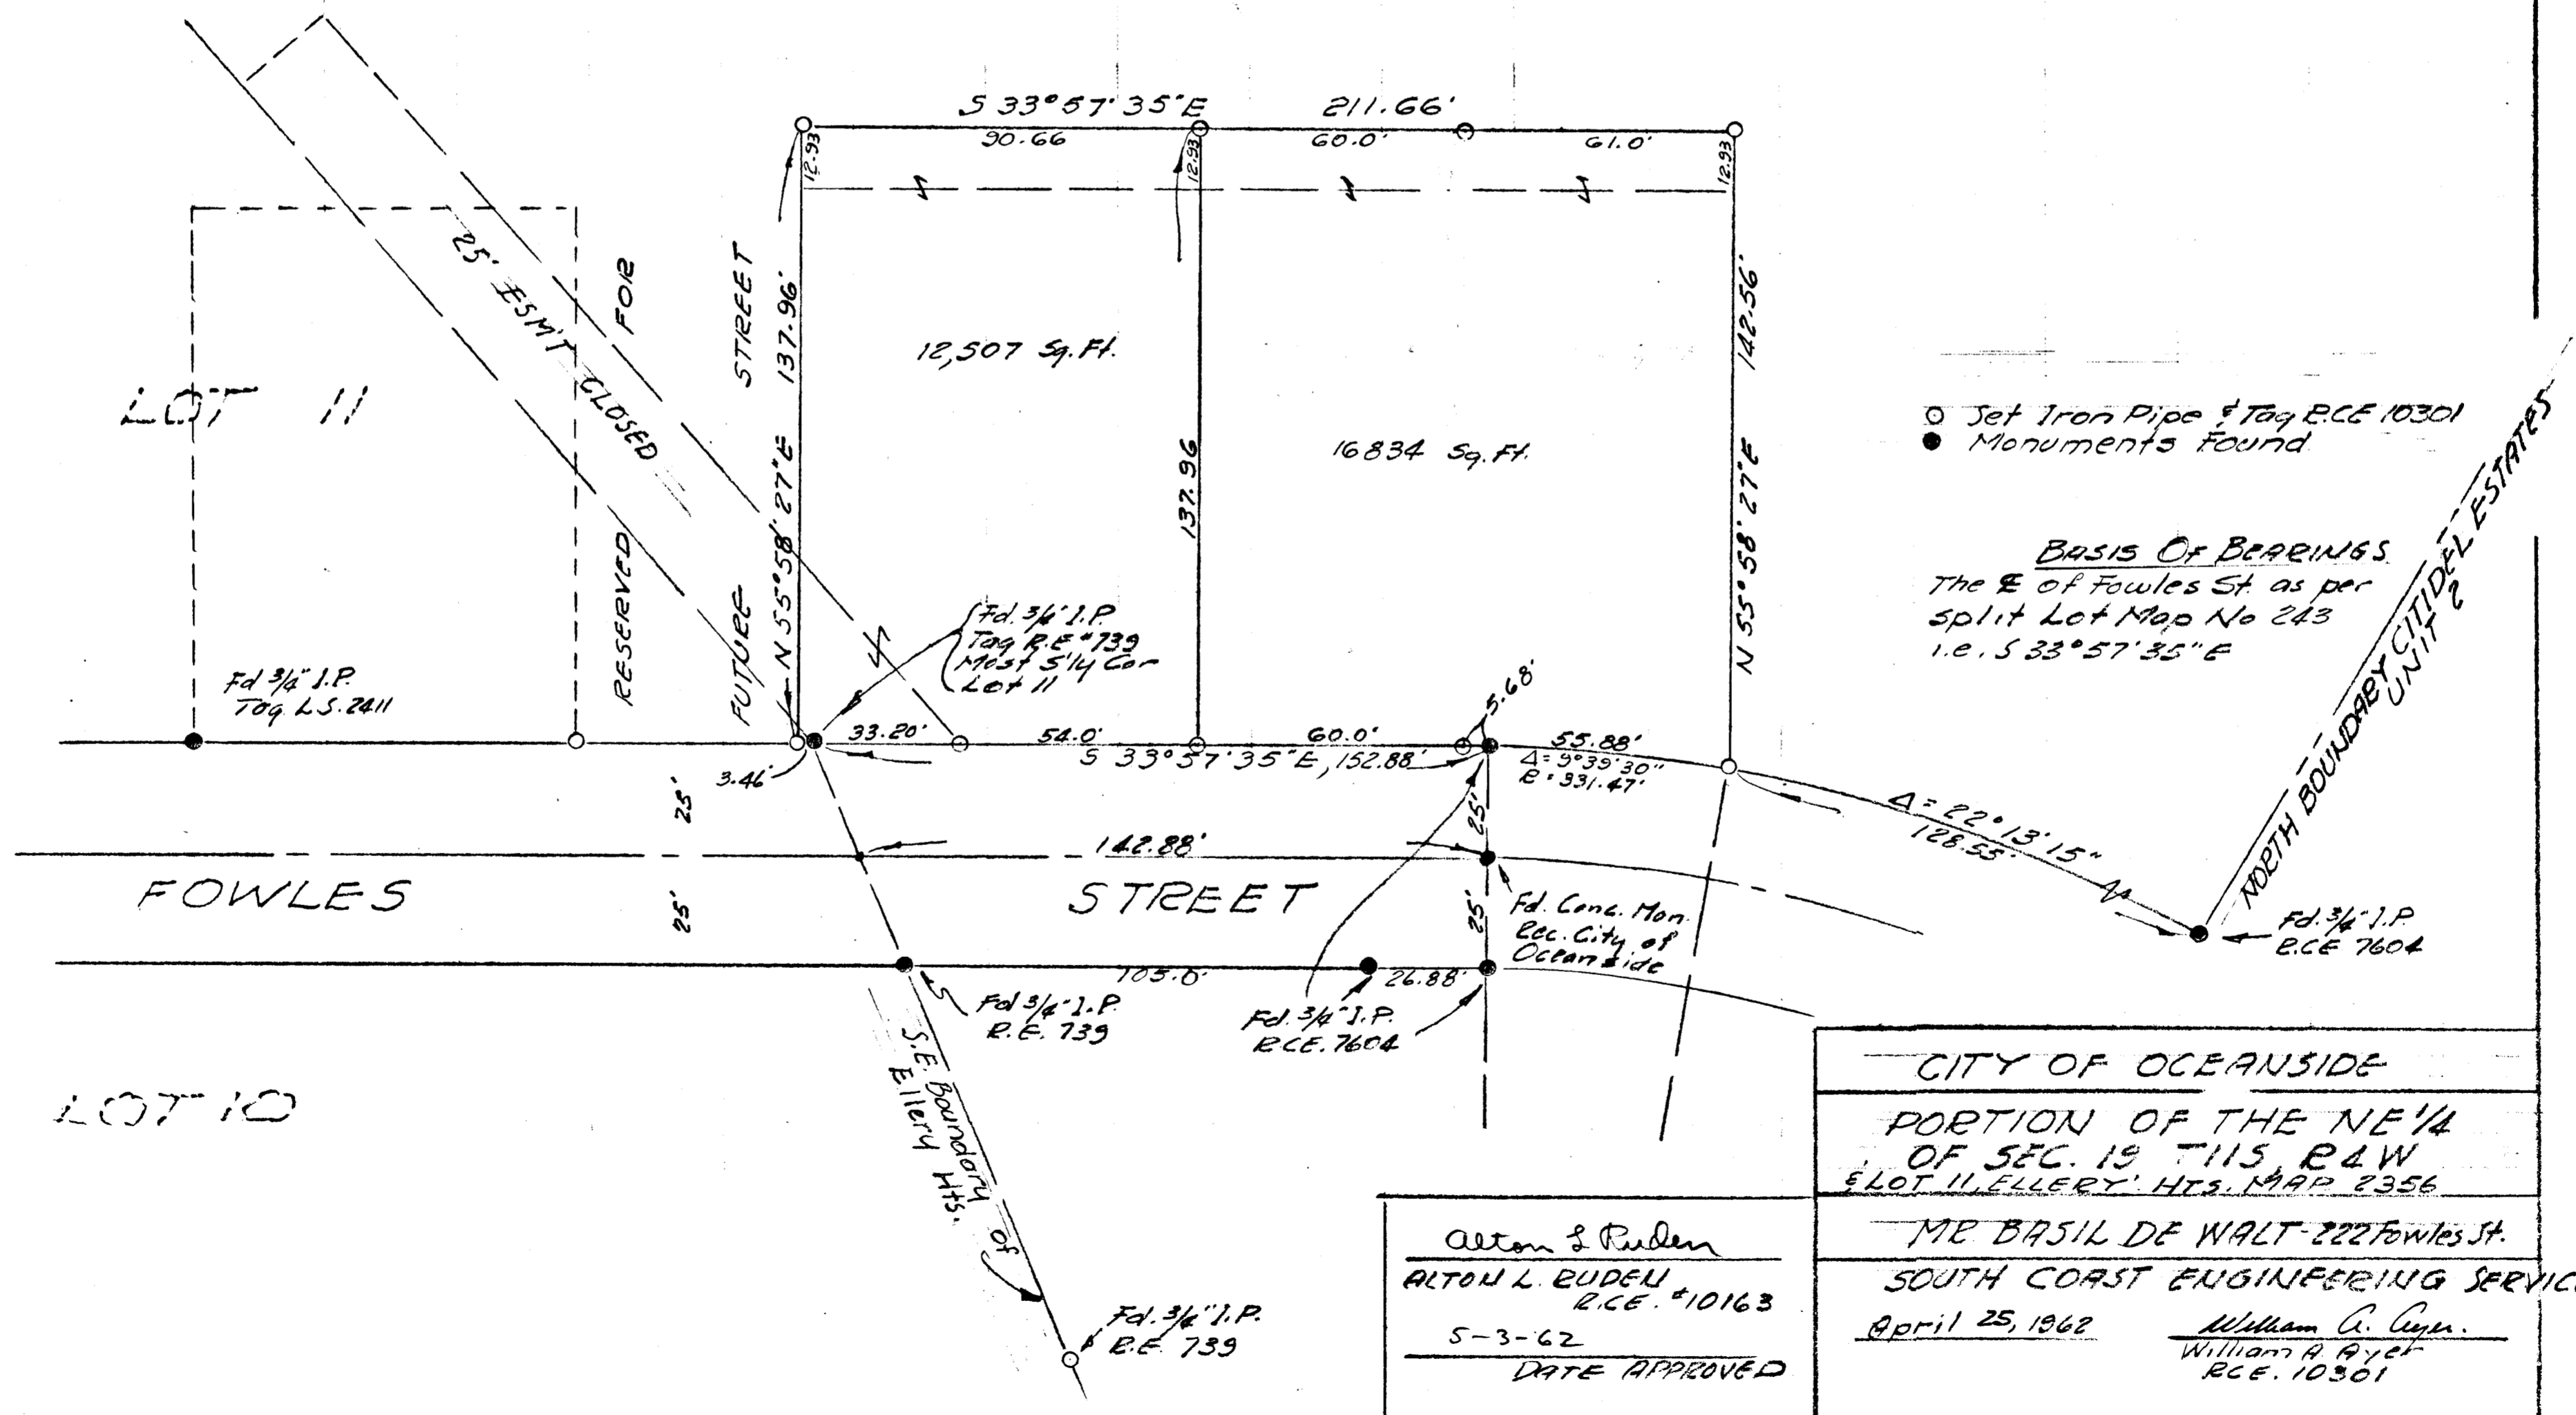 S 33°57'35"E 211.66'
90.66 60.0' 61.0'
12.93
12.93
12.93
25' ESM'T CLOSED
LOT 11
RESERVED FOR
FUTURE STREET
N 55°58'27"E 137.96'
12,507 Sq.Ft.
137.96
16834 Sq.Ft.
N 55°58'27"E 142.56'
○ Set Iron Pipe & Tag R.C.E 10301
● Monuments Found
BASIS OF BEARINGS
The ℄ of Fowles St. as per
split Lot Map No 243
i.e. S 33°57'35"E
NORTH BOUNDARY CITIDEL ESTATES
UNIT 2
Fd 3/4" I.P.
Tag L.S. 2411
Fd. 3/4" I.P.
Tag R.E #739
Most S'ly Cor
Lot 11
33.20' 54.0' 60.0' 5.68' 55.88'
3.46'
S 33°57'35"E, 152.88'
Δ= 9°39'30"
R= 331.47'
Δ= 22°13'15"
128.55'
25'
25'
25'
25'
142.88'
FOWLES STREET
Fd. Conc. Mon.
Rec. City of
Oceanside
Fd. 3/4" I.P.
R.C.E 7604
105.0' 26.88'
Fd 3/4" I.P.
R.E. 739
Fd. 3/4" I.P.
RCE. 7604
S.E. Boundary of
Ellery Hts.
LOT 10
Fd. 3/4" I.P.
R.E. 739
CITY OF OCEANSIDE
PORTION OF THE NE 1/4
OF SEC. 19 T11S, R4W
& LOT 11, ELLERY HTS. MAP 2356
MR BASIL DE WALT-222 Fowles St.
SOUTH COAST ENGINEERING SERVIC
April 25, 1962
William A. Ayer.
William A. Ayer
RCE. 10301
Alton L Ruden
ALTON L. RUDEN
R.C.E. #10163
5-3-62
DATE APPROVED